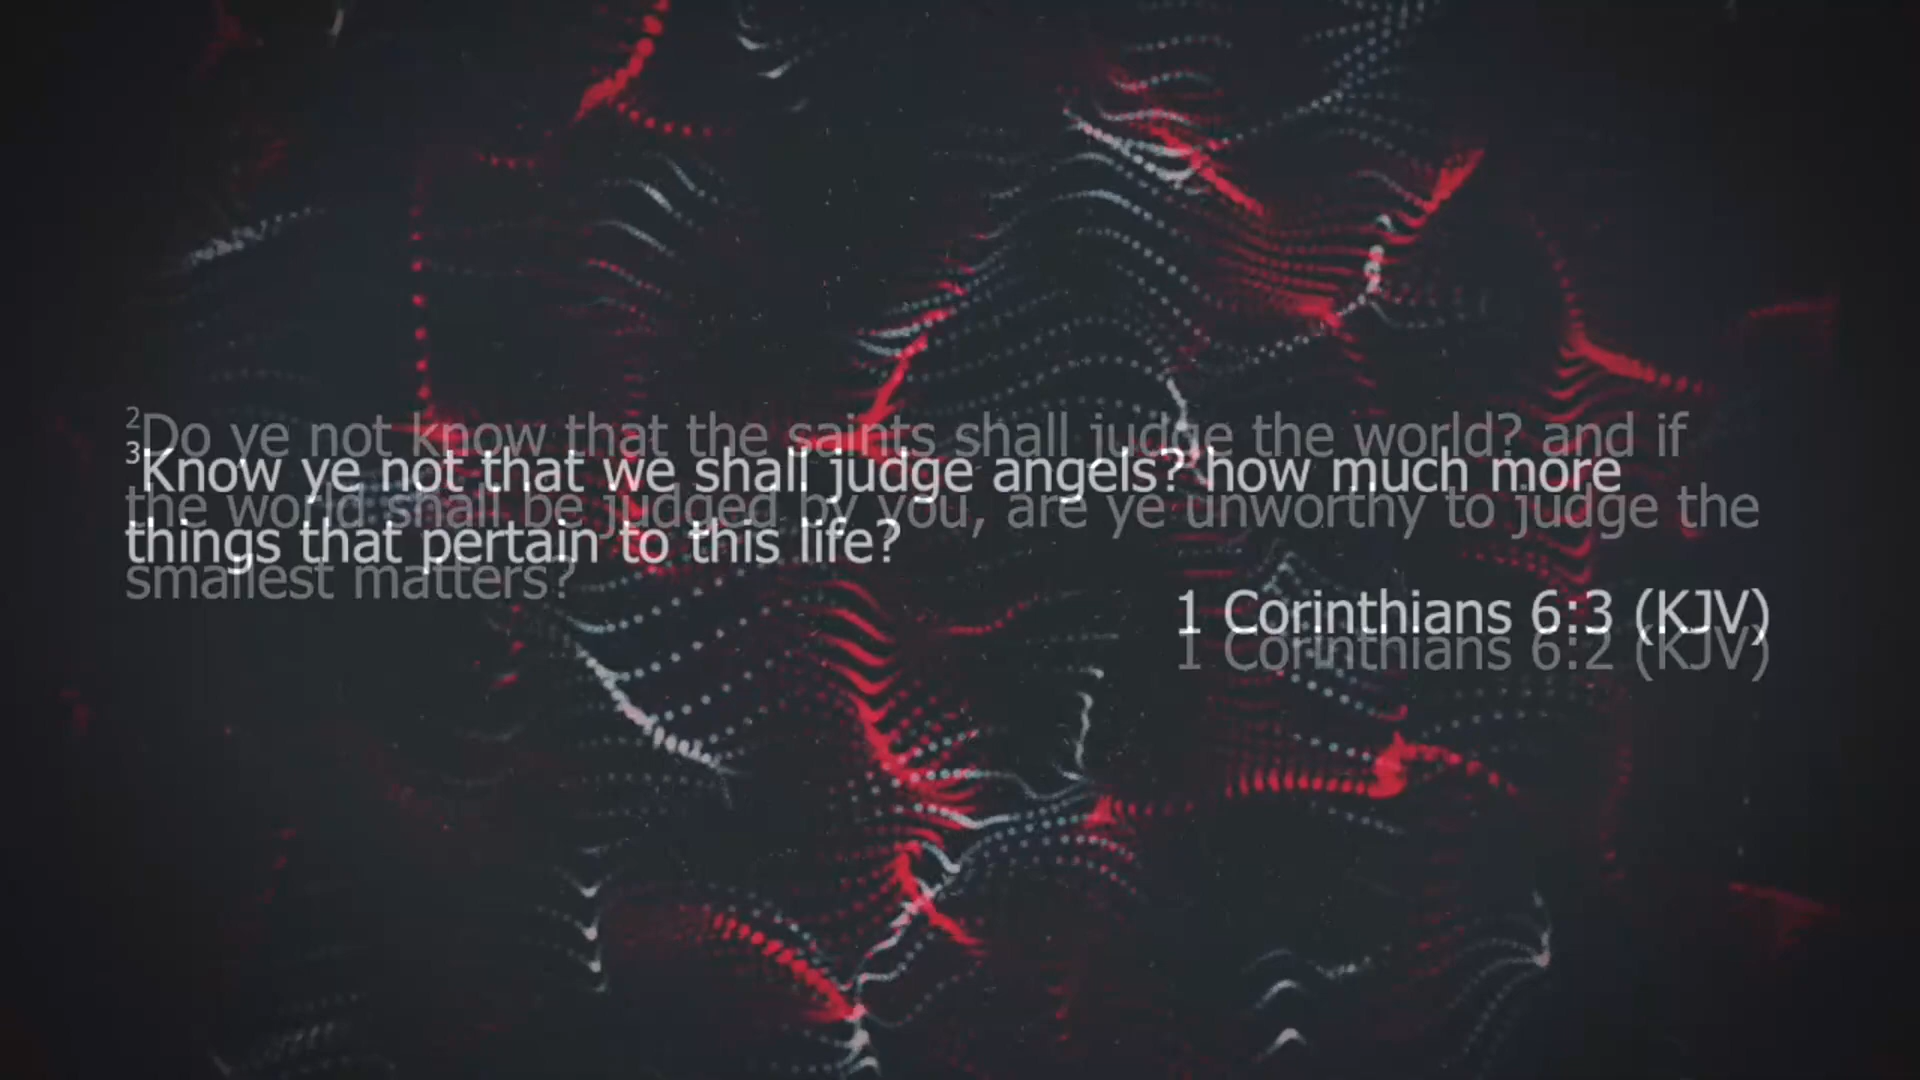 2Do ye not know that the saints shall judge the world? and if
the world shall be judged by you, are ye unworthy to judge the
smallest matters?
1 Corinthians 6:2 (KJV)
3Know ye not that we shall judge angels? how much more
things that pertain to this life?
1 Corinthians 6:3 (KJV)